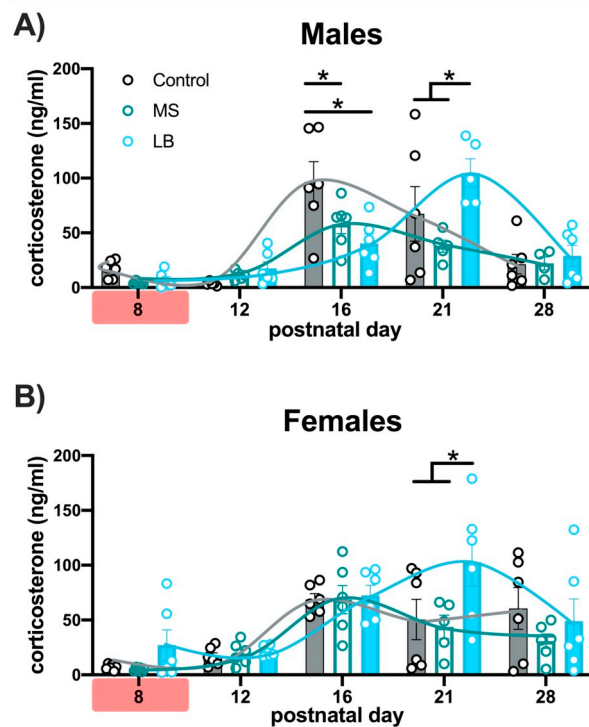 A)
Males
corticosterone (ng/ml)
200
150
100
50
0
Control
MS
LB
*
*
*
8
12
16
21
28
postnatal day
B)
Females
corticosterone (ng/ml)
200
150
100
50
0
*
8
12
16
21
28
postnatal day